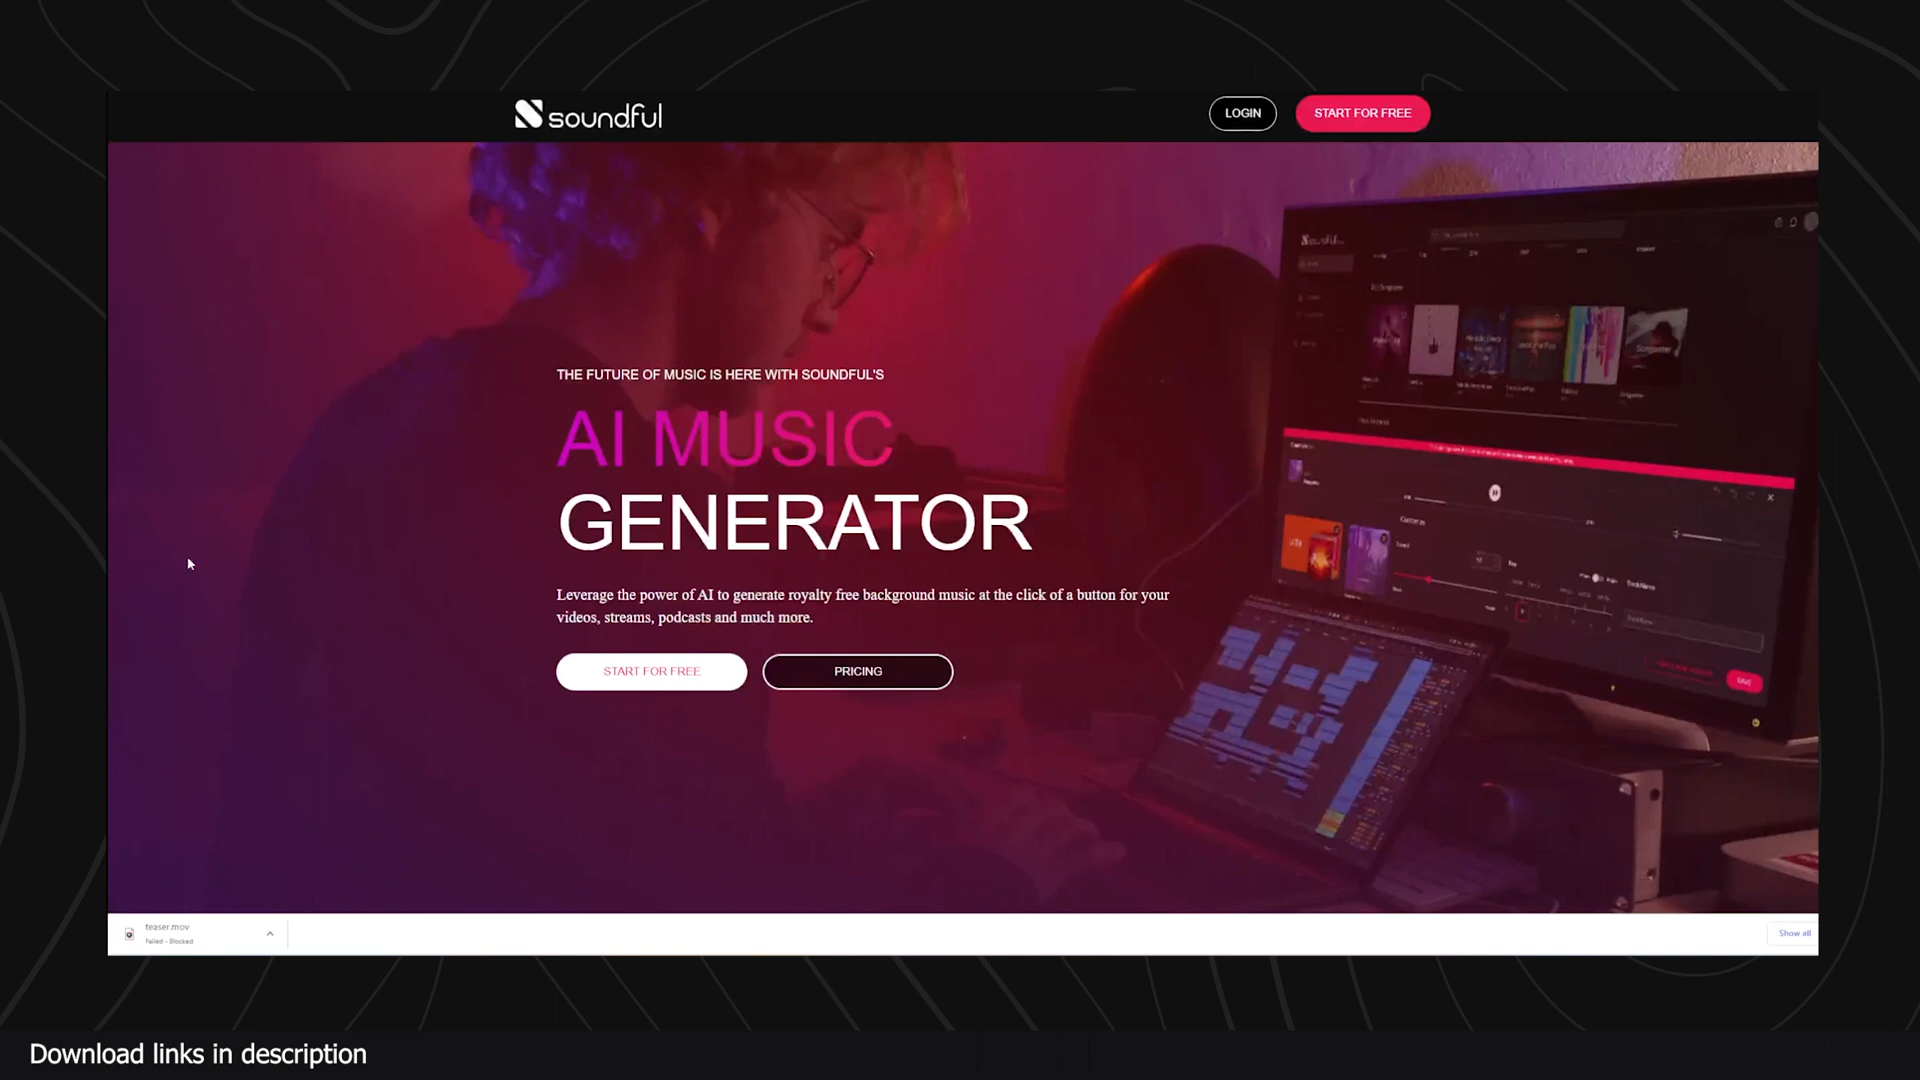 soundful
LOGIN
START FOR FREE
THE FUTURE OF MUSIC IS HERE WITH SOUNDFUL'S
AI MUSIC
GENERATOR
Leverage the power of AI to generate royalty free background music at the click of a button for your
videos, streams, podcasts and much more.
START FOR FREE
PRICING
teaser.mov
Failed - Blocked
Show all
Download links in description